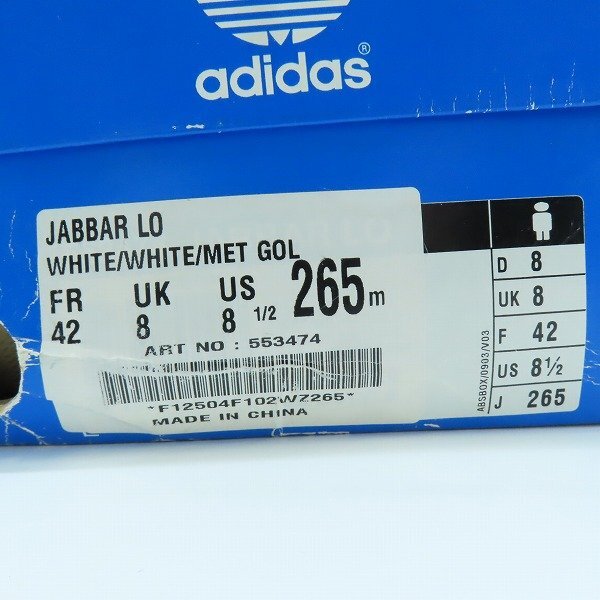 adidas®
JABBAR LO
WHITE/WHITE/MET GOL
FR UK US 265 m
42 8 8 1/2
ART NO : 553474
*F12504F102WZ265*
MADE IN CHINA
ABSBOX/0903/V03
D 8
UK 8
F 42
US 8½
J 265